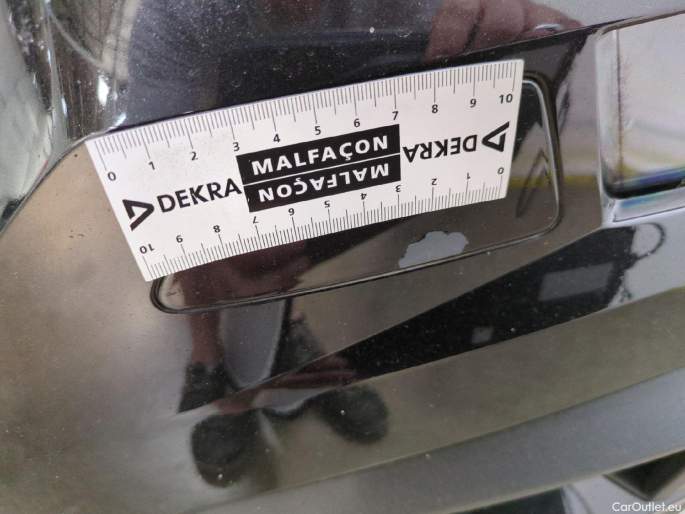 0 1 2 3 4 5 6 7 8 9 10
DEKRA MALFAÇON DEKRA
MALFAÇON
10 9 8 7 6 5 4 3 2 1 0
CarOutlet.eu